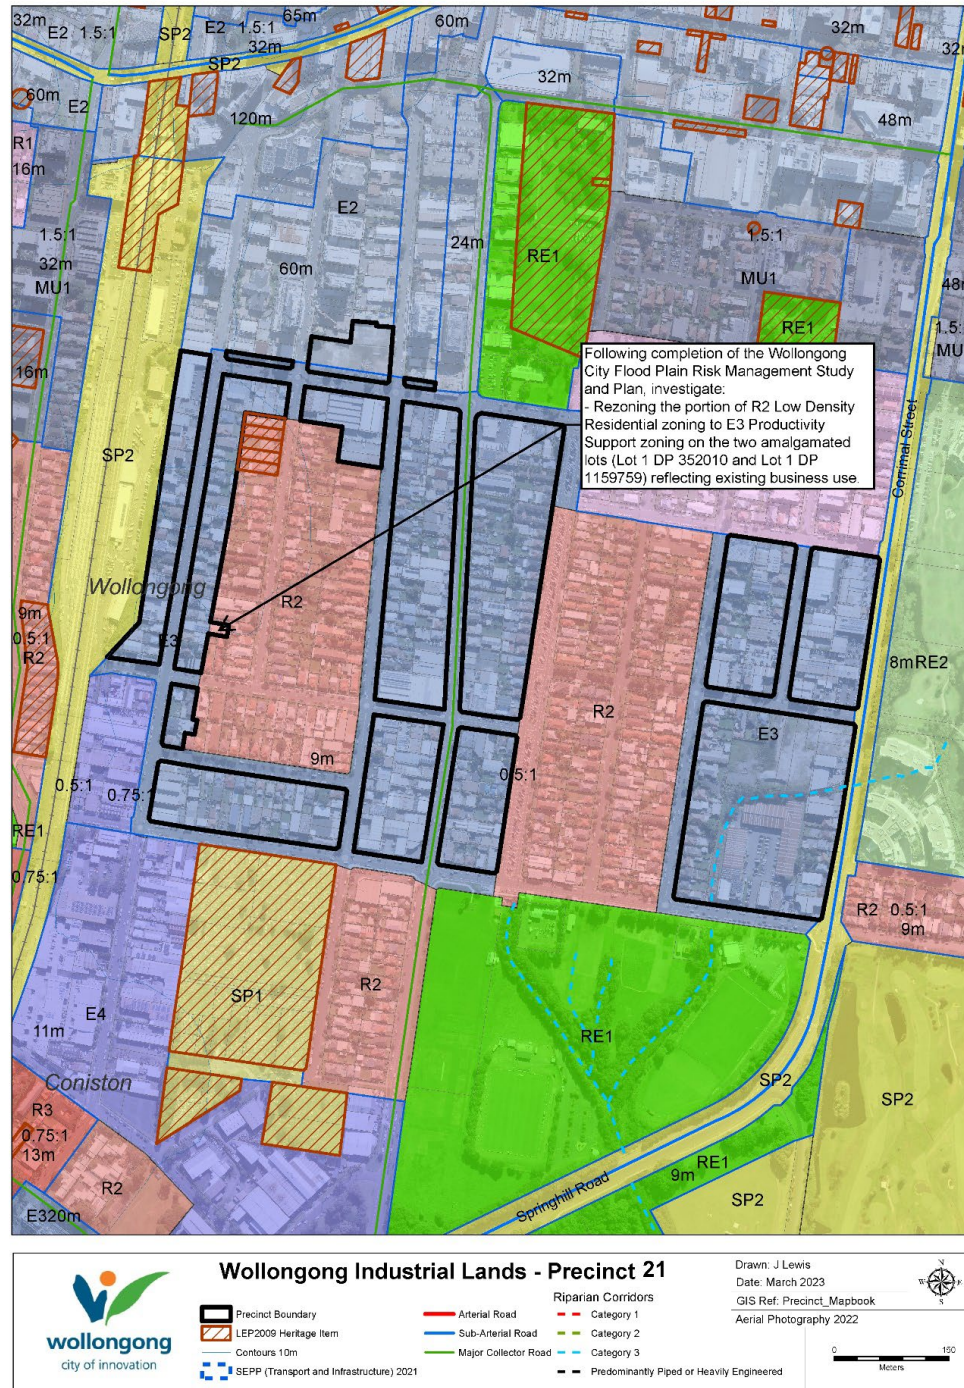 32m
E2 1.5:1
SP2
E2 1.5:1
65m
32m
60m
32m
32m
SP2
60m
E2
120m
32m
48m
R1
16m
E2
1.5:1
32m
MU1
60m
24m
RE1
1.5:1
MU1
48m
RE1
1.5:
MU
16m
Following completion of the Wollongong
City Flood Plain Risk Management Study
and Plan, investigate:
- Rezoning the portion of R2 Low Density
Residential zoning to E3 Productivity
Support zoning on the two amalgamated
lots (Lot 1 DP 352010 and Lot 1 DP
1159759) reflecting existing business use.
Corrimal Street
SP2
Wollongong
9m
0.5:1
R2
R2
E3
8mRE2
R2
E3
9m
0.5:1
0.5:1
0.75:1
RE1
0.75:1
R2 0.5:1
9m
SP1
R2
E4
11m
RE1
Coniston
SP2
SP2
R3
0.75:1
13m
R2
RE1
9m
SP2
Springhill Road
E320m
wollongong
city of innovation
Wollongong Industrial Lands - Precinct 21
Precinct Boundary
LEP2009 Heritage Item
Contours 10m
SEPP (Transport and Infrastructure) 2021
Arterial Road
Sub-Arterial Road
Major Collector Road
Riparian Corridors
Category 1
Category 2
Category 3
Predominantly Piped or Heavily Engineered
Drawn: J Lewis
Date: March 2023
GIS Ref: Precinct_Mapbook
Aerial Photography 2022
N
W
E
S
0 150
Meters